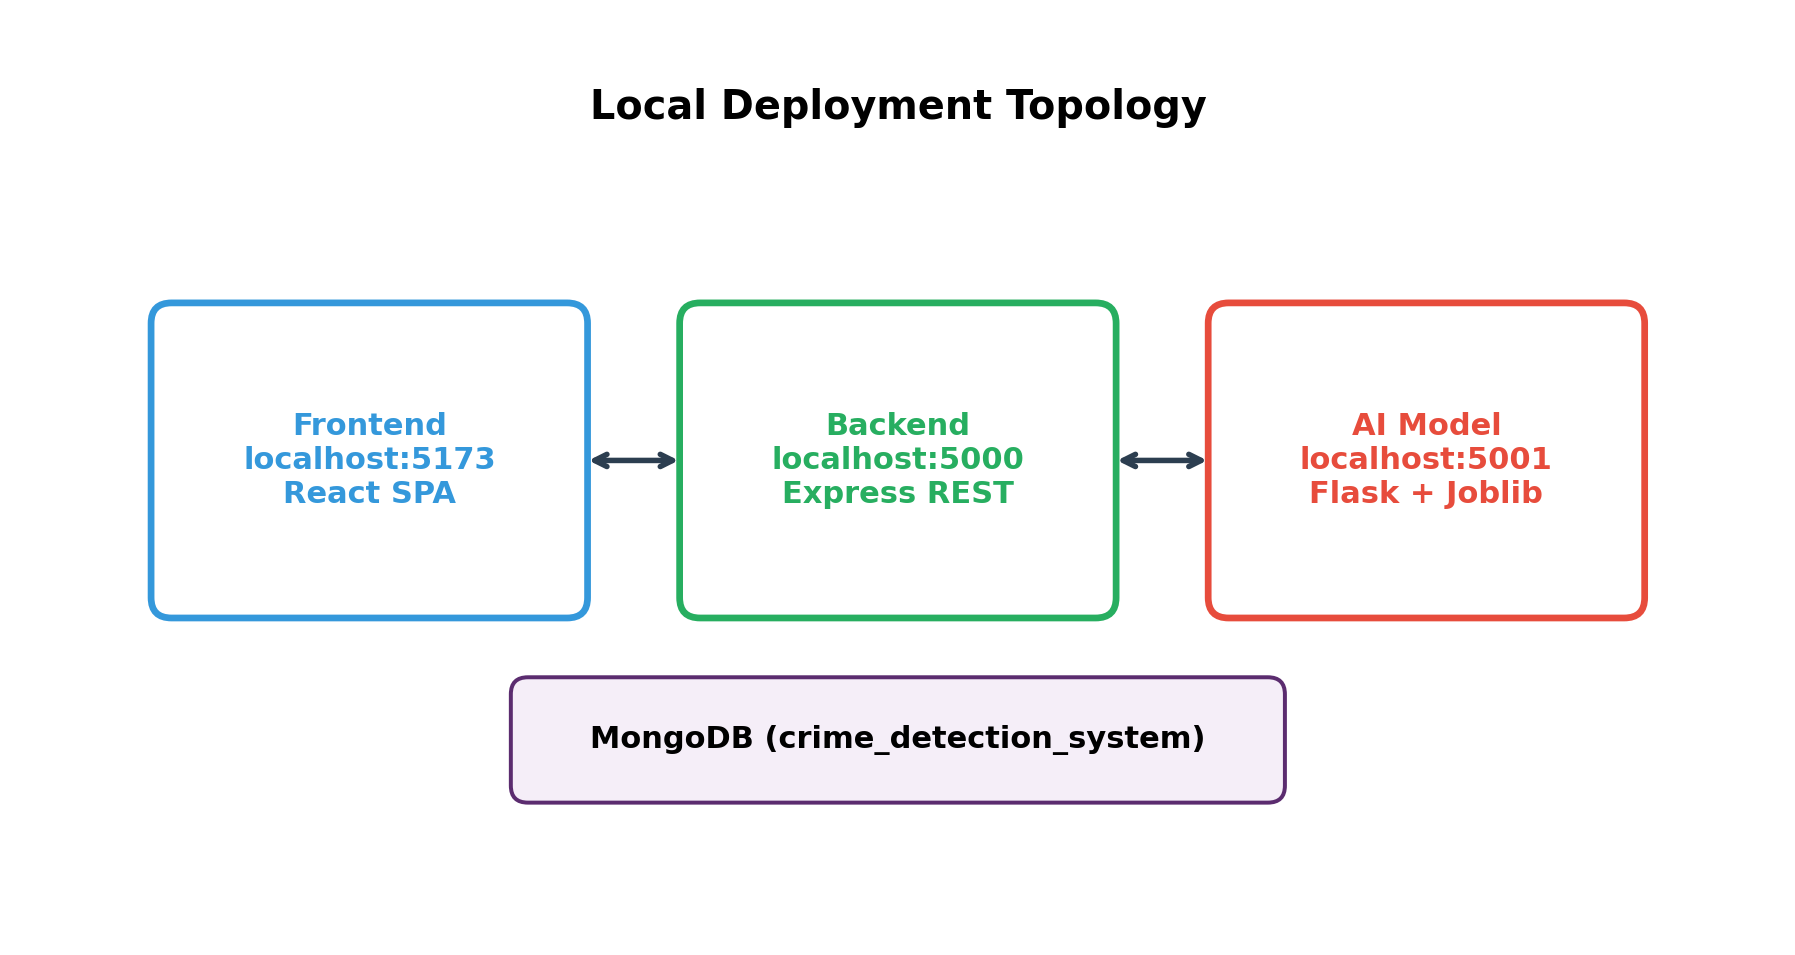 Local Deployment Topology
Frontend
localhost:5173
React SPA
Backend
localhost:5000
Express REST
AI Model
localhost:5001
Flask + Joblib
MongoDB (crime_detection_system)